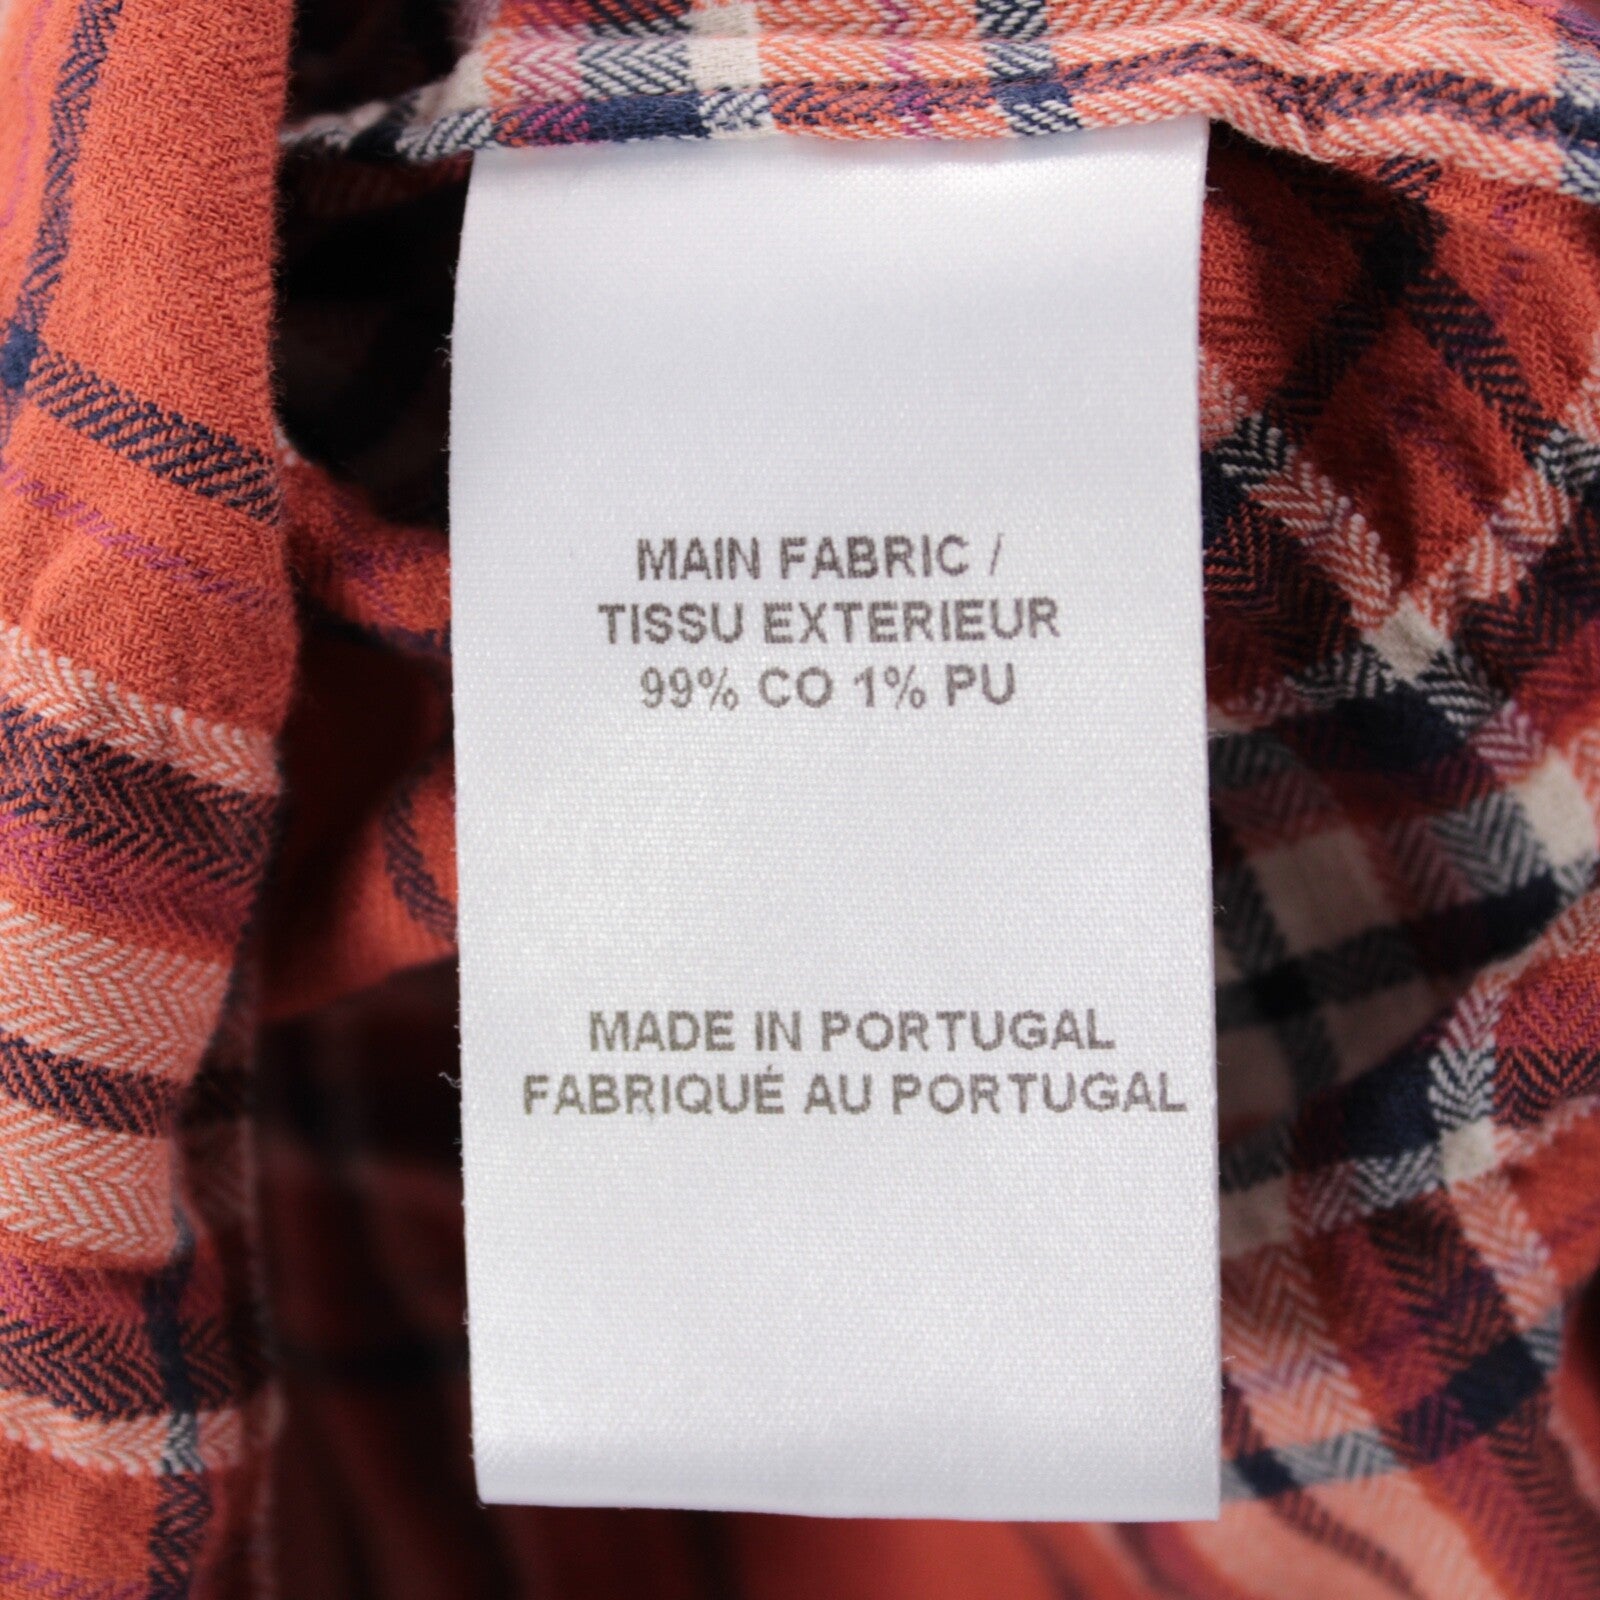 MAIN FABRIC /
TISSU EXTERIEUR
99% CO 1% PU
MADE IN PORTUGAL
FABRIQUÉ AU PORTUGAL